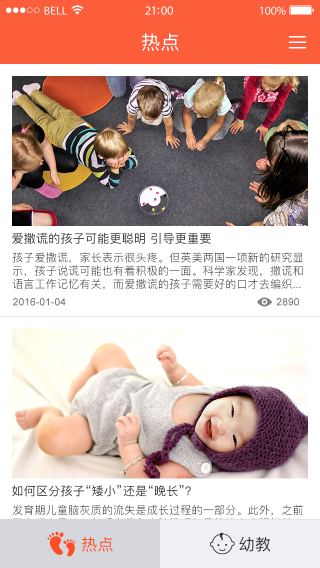 BELL 21:00 100%
热点
爱撒谎的孩子可能更聪明 引导更重要
孩子爱撒谎，家长表示很头疼。但英美两国一项新的研究显
示，孩子说谎可能也有着积极的一面。科学家发现，撒谎和
语言工作记忆有关，而爱撒谎的孩子需要好的口才去编织...
2016-01-04 2890
如何区分孩子“矮小”还是“晚长”？
发育期儿童脑灰质的流失是成长过程的一部分。此外，之前
热点 幼教